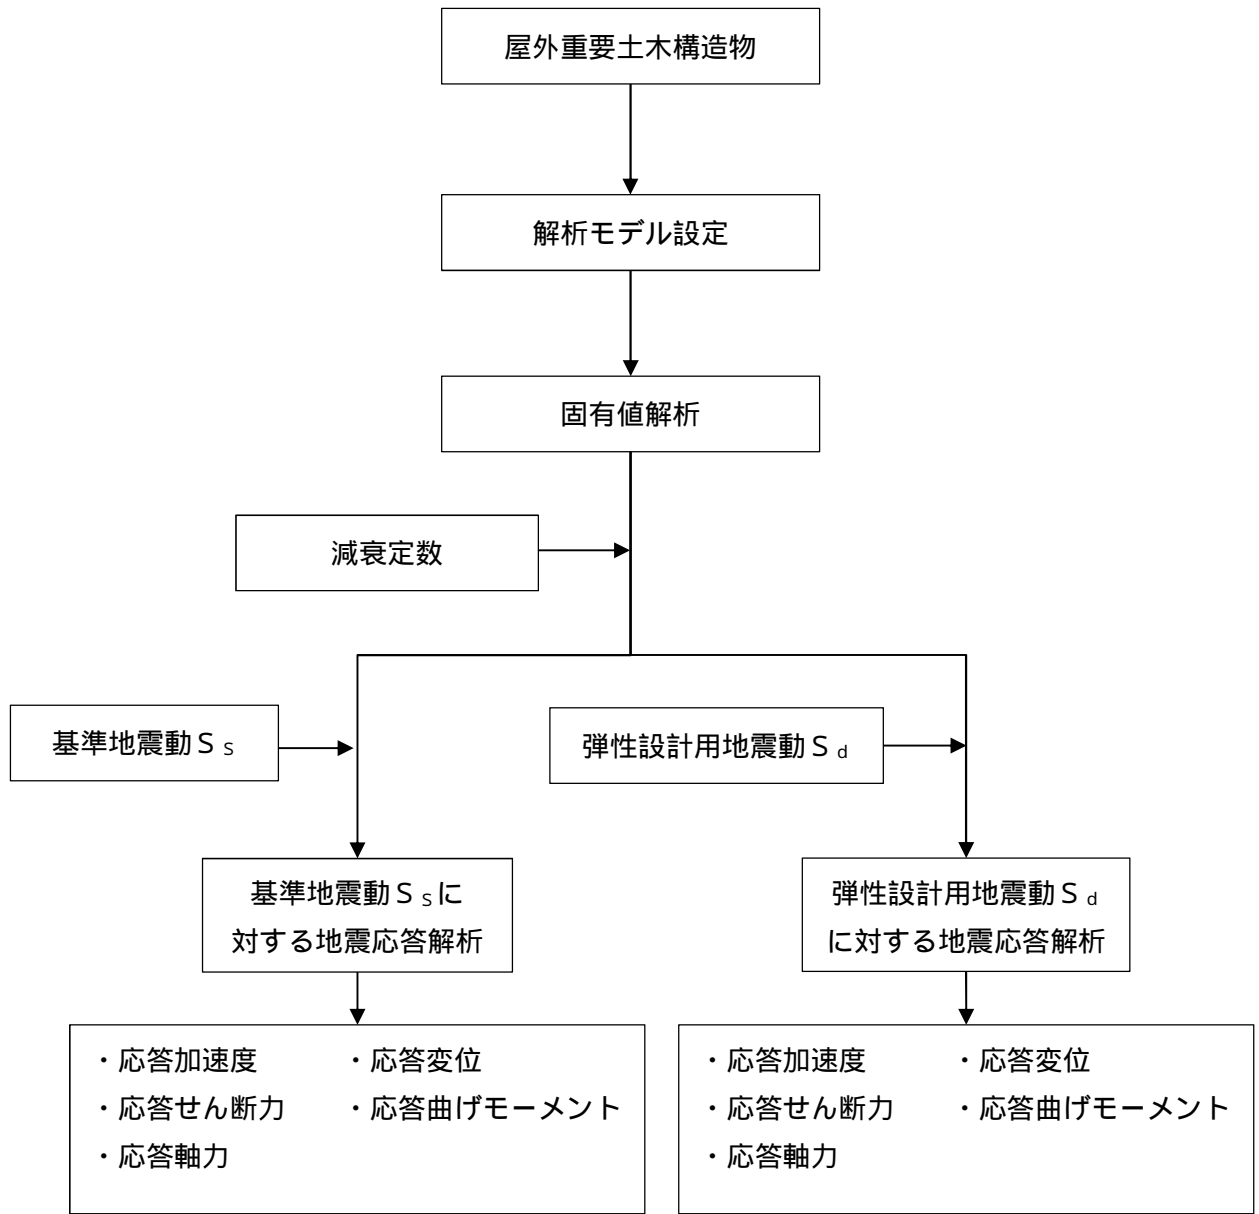 屋外重要土木構造物
解析モデル設定
固有値解析
減衰定数
基準地震動Ｓs
弾性設計用地震動Ｓd
基準地震動Ｓsに
対する地震応答解析
弾性設計用地震動Ｓd
に対する地震応答解析
・応答加速度　・応答変位
・応答せん断力　・応答曲げモーメント
・応答軸力
・応答加速度　・応答変位
・応答せん断力　・応答曲げモーメント
・応答軸力